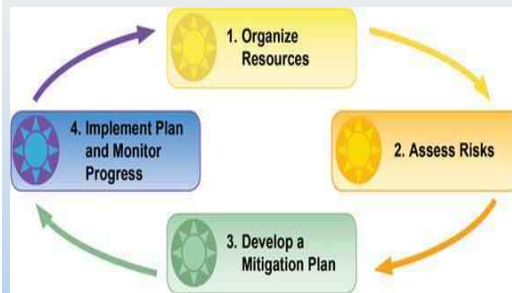 1. Organize
Resources
2. Assess Risks
3. Develop a
Mitigation Plan
4. Implement Plan
and Monitor
Progress